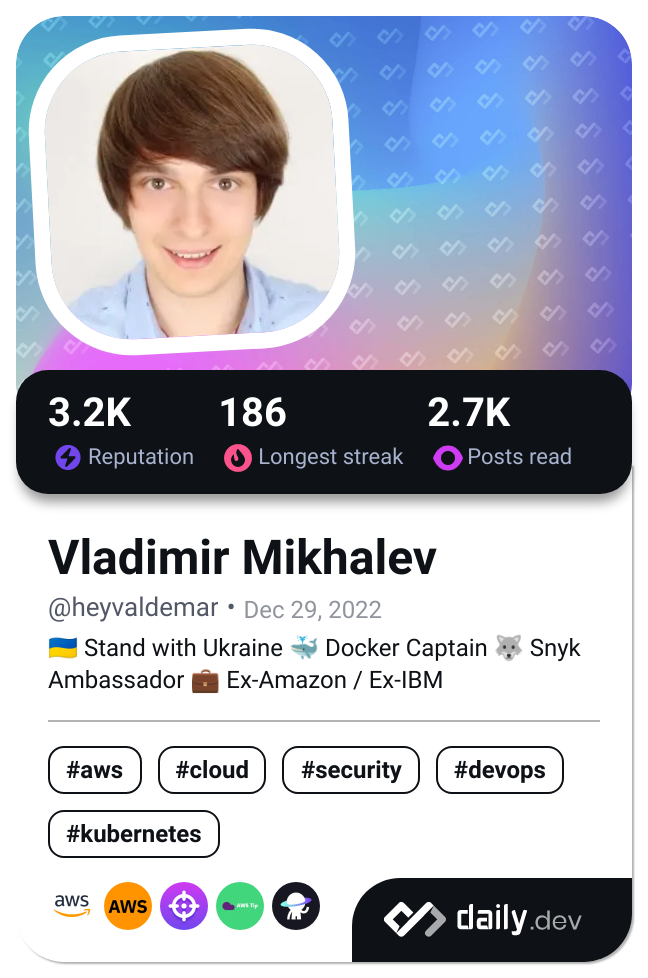 3.2K 186 2.7K
Reputation Longest streak Posts read
Vladimir Mikhalev
@heyvaldemar • Dec 29, 2022
🇺🇦 Stand with Ukraine 🐳 Docker Captain 🐺 Snyk
Ambassador 💼 Ex-Amazon / Ex-IBM
#aws #cloud #security #devops
#kubernetes
aws AWS AWS Tip daily.dev